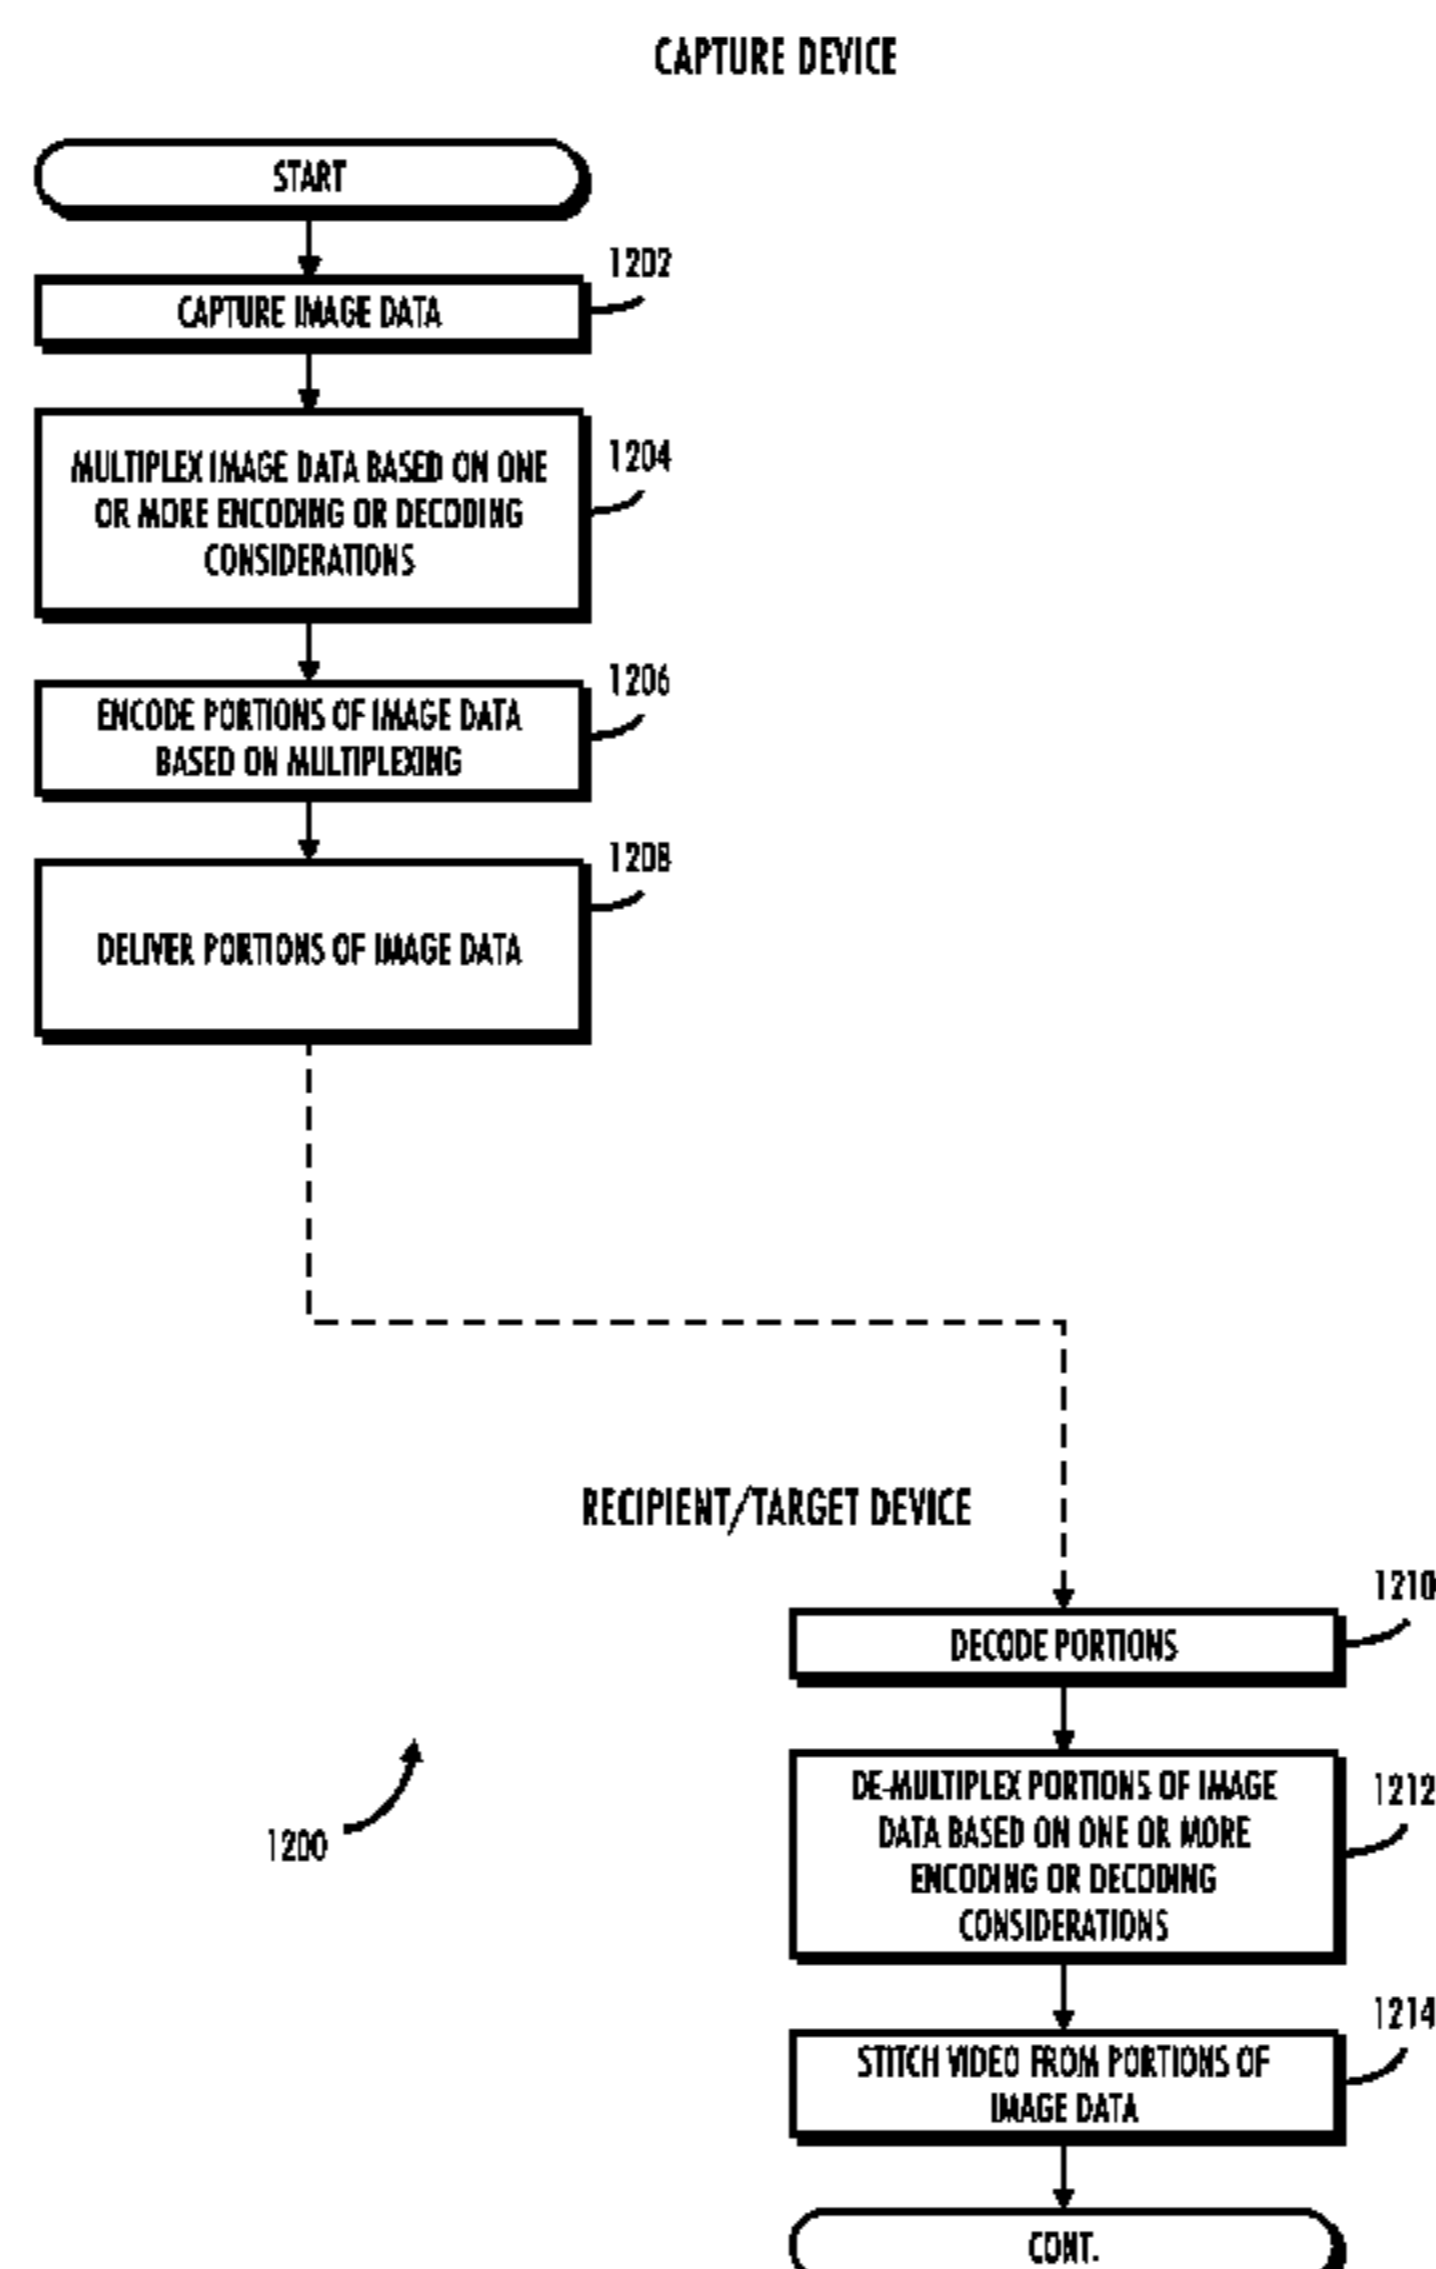 CAPTURE DEVICE
START
1202
CAPTURE IMAGE DATA
1204
MULTIPLEX IMAGE DATA BASED ON ONE
OR MORE ENCODING OR DECODING
CONSIDERATIONS
1206
ENCODE PORTIONS OF IMAGE DATA
BASED ON MULTIPLEXING
1208
DELIVER PORTIONS OF IMAGE DATA
RECIPIENT/TARGET DEVICE
1210
DECODE PORTIONS
1212
DE-MULTIPLEX PORTIONS OF IMAGE
DATA BASED ON ONE OR MORE
ENCODING OR DECODING
CONSIDERATIONS
1200
1214
STITCH VIDEO FROM PORTIONS OF
IMAGE DATA
CONT.